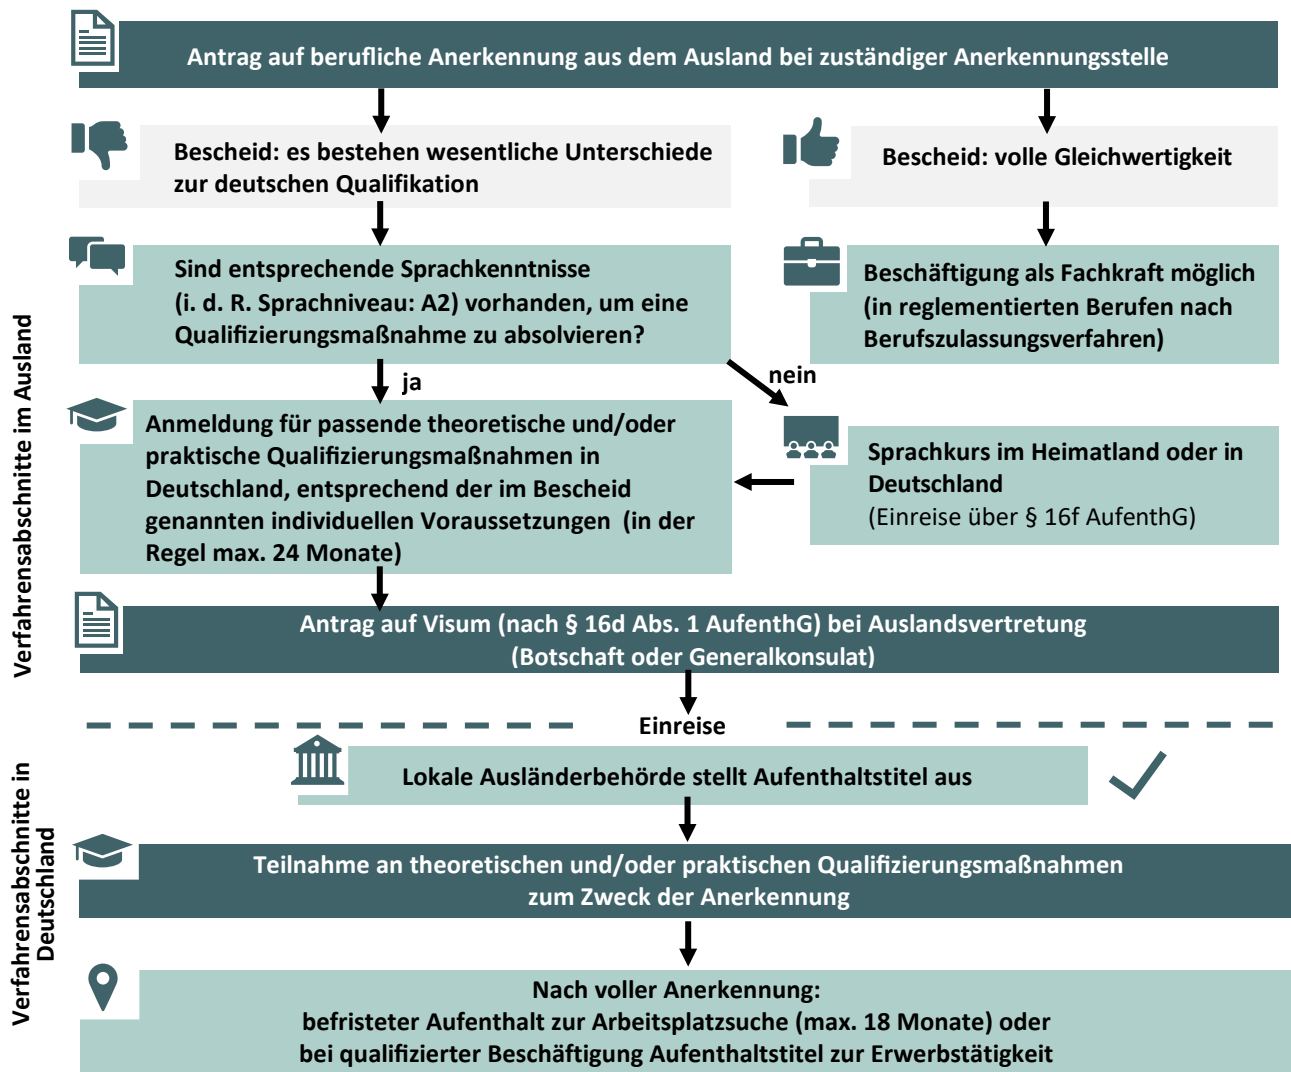 Antrag auf berufliche Anerkennung aus dem Ausland bei zuständiger Anerkennungsstelle
Bescheid: es bestehen wesentliche Unterschiede
zur deutschen Qualifikation
Bescheid: volle Gleichwertigkeit
Sind entsprechende Sprachkenntnisse
(i. d. R. Sprachniveau: A2) vorhanden, um eine
Qualifizierungsmaßnahme zu absolvieren?
Beschäftigung als Fachkraft möglich
(in reglementierten Berufen nach
Berufszulassungsverfahren)
ja
nein
Anmeldung für passende theoretische und/oder
praktische Qualifizierungsmaßnahmen in
Deutschland, entsprechend der im Bescheid
genannten individuellen Voraussetzungen (in der
Regel max. 24 Monate)
Sprachkurs im Heimatland oder in
Deutschland
(Einreise über § 16f AufenthG)
Antrag auf Visum (nach § 16d Abs. 1 AufenthG) bei Auslandsvertretung
(Botschaft oder Generalkonsulat)
Verfahrensabschnitte im Ausland
Einreise
Lokale Ausländerbehörde stellt Aufenthaltstitel aus
Teilnahme an theoretischen und/oder praktischen Qualifizierungsmaßnahmen
zum Zweck der Anerkennung
Nach voller Anerkennung:
befristeter Aufenthalt zur Arbeitsplatzsuche (max. 18 Monate) oder
bei qualifizierter Beschäftigung Aufenthaltstitel zur Erwerbstätigkeit
Verfahrensabschnitte in
Deutschland